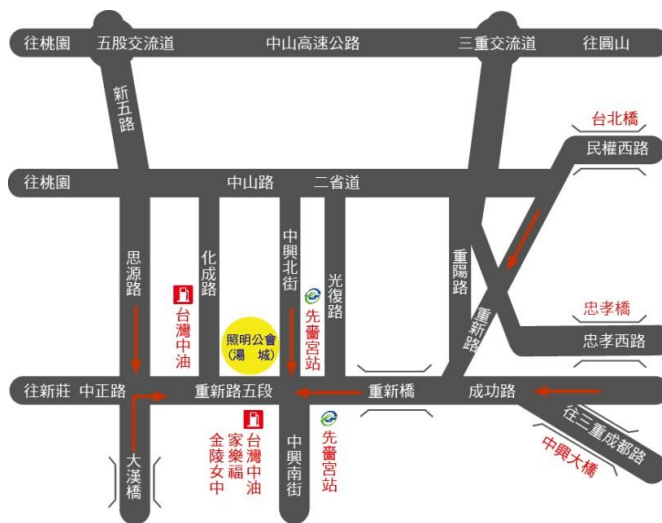 往桃園
五股交流道
中山高速公路
三重交流道
往圓山
新五路
台北橋
民權西路
往桃園
中山路
二省道
思源路
化成路
中興北街
光復路
重陽路
重新路
台灣中油
照明公會
(湯 城)
先嗇宮站
忠孝橋
忠孝西路
往新莊
中正路
重新路五段
重新橋
成功路
往三重成都路
中興大橋
大漢橋
台灣中油
家樂福
金陵女中
中興南街
先嗇宮站